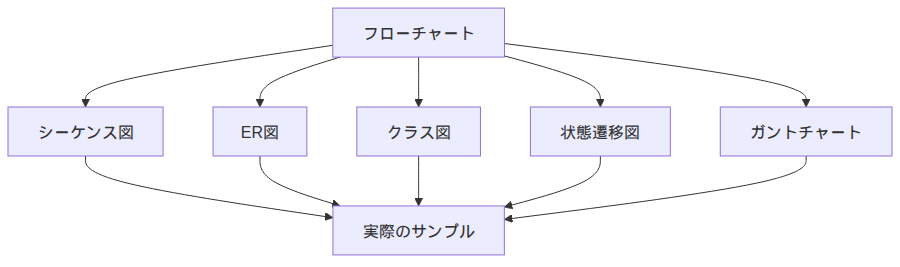 フローチャート
シーケンス図
ER図
クラス図
状態遷移図
ガントチャート
実際のサンプル